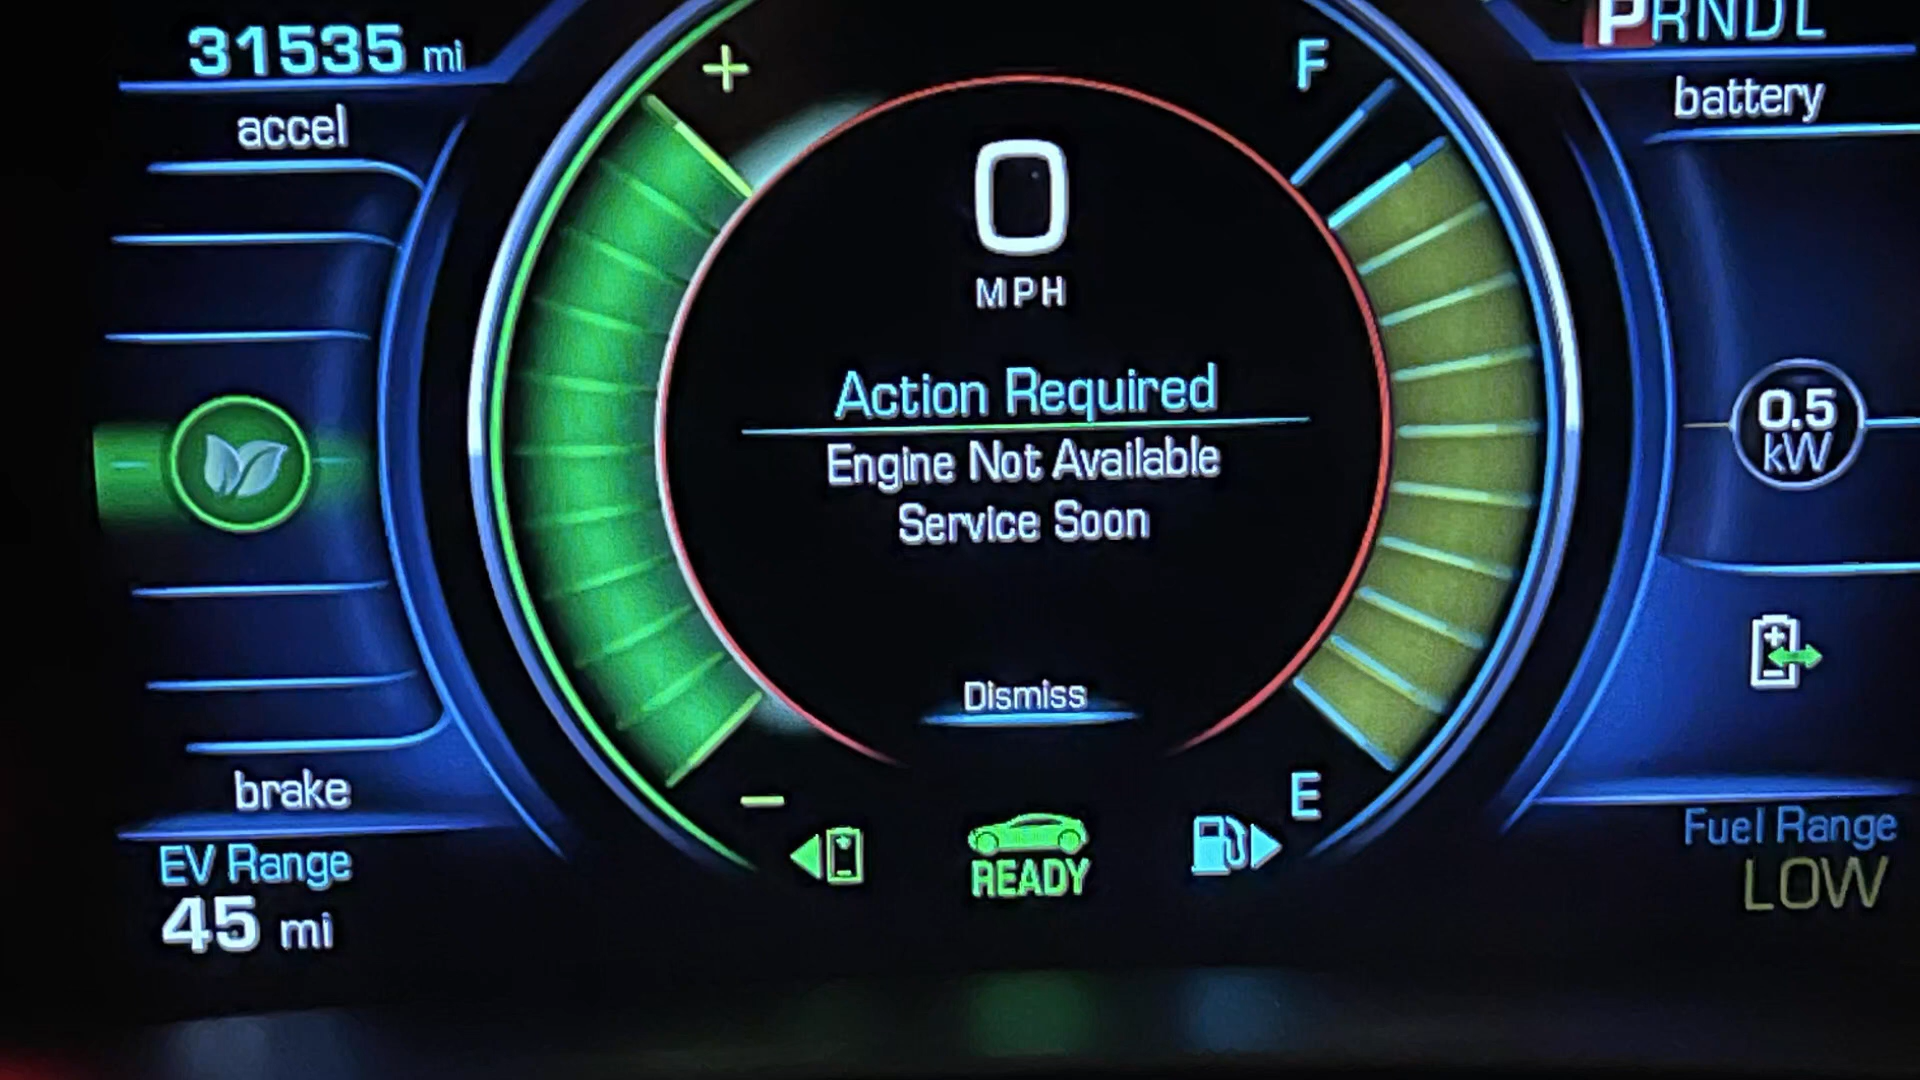 31535 mi
PRNDL
accel
battery
+
F
0
MPH
Action Required
Engine Not Available
Service Soon
0.5
kW
Dismiss
brake
−
E
READY
EV Range
45 mi
Fuel Range
LOW